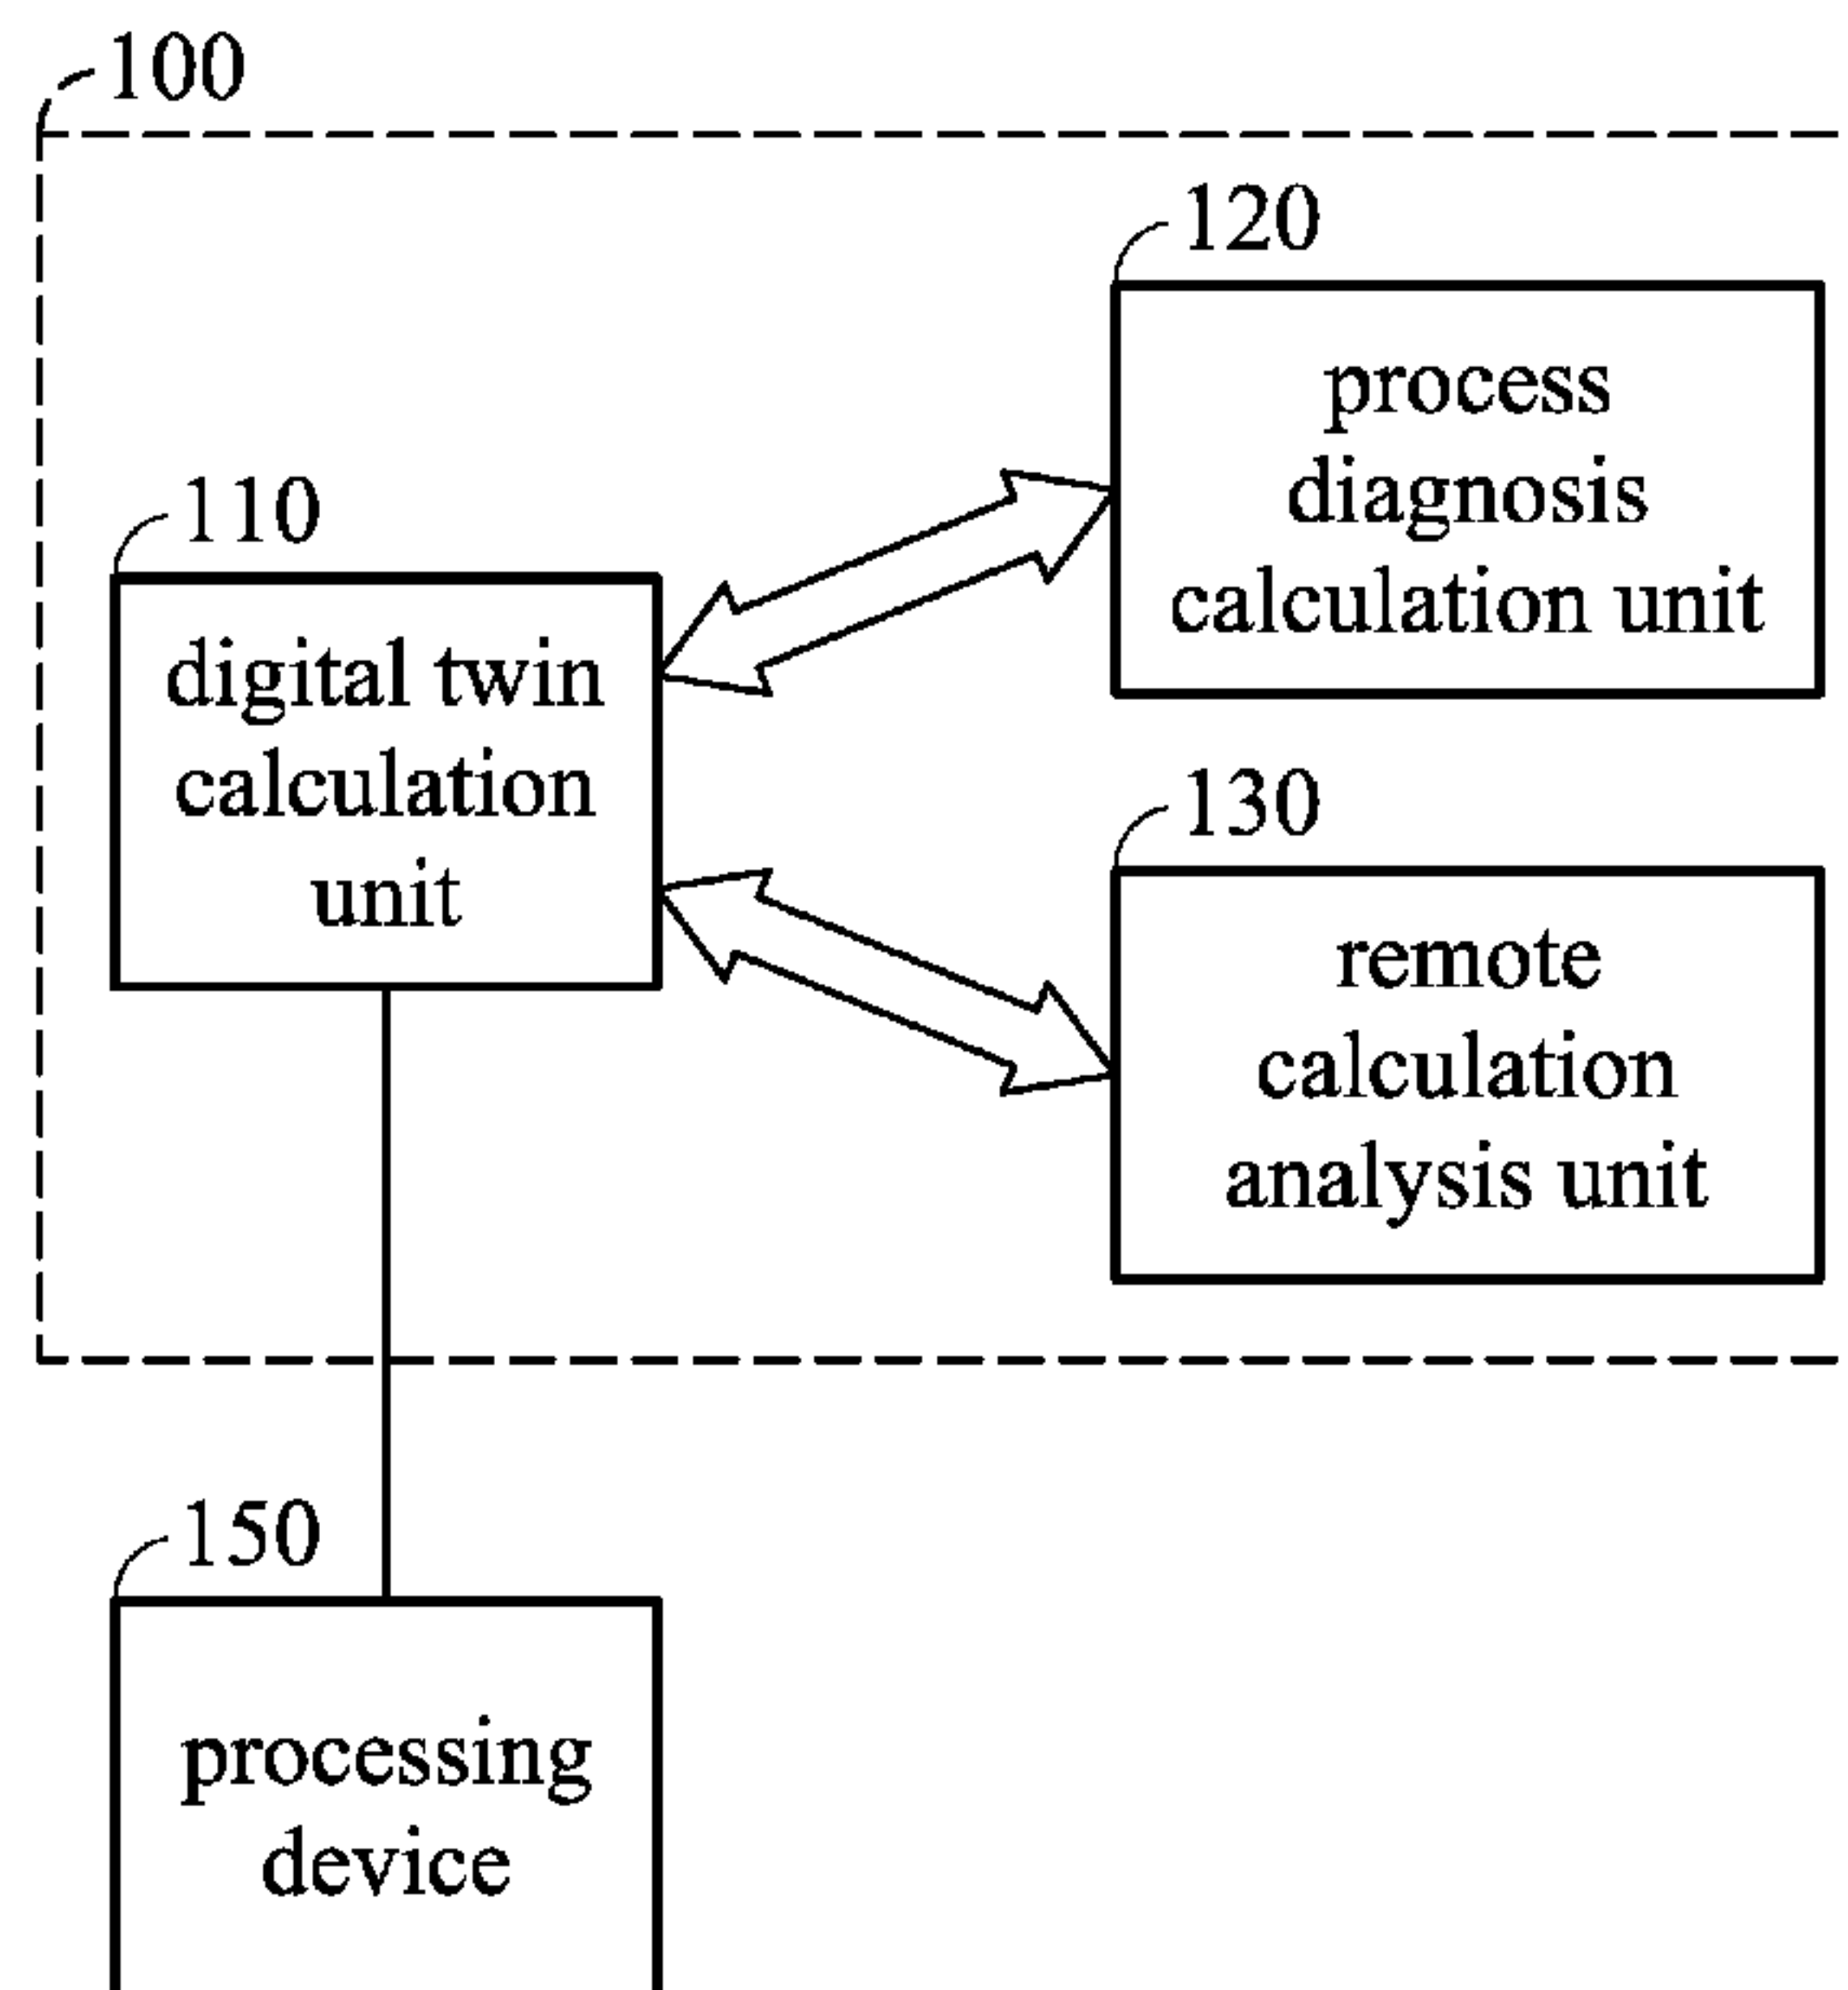 100
120
process
diagnosis
calculation unit
110
digital twin
calculation
unit
130
remote
calculation
analysis unit
150
processing
device